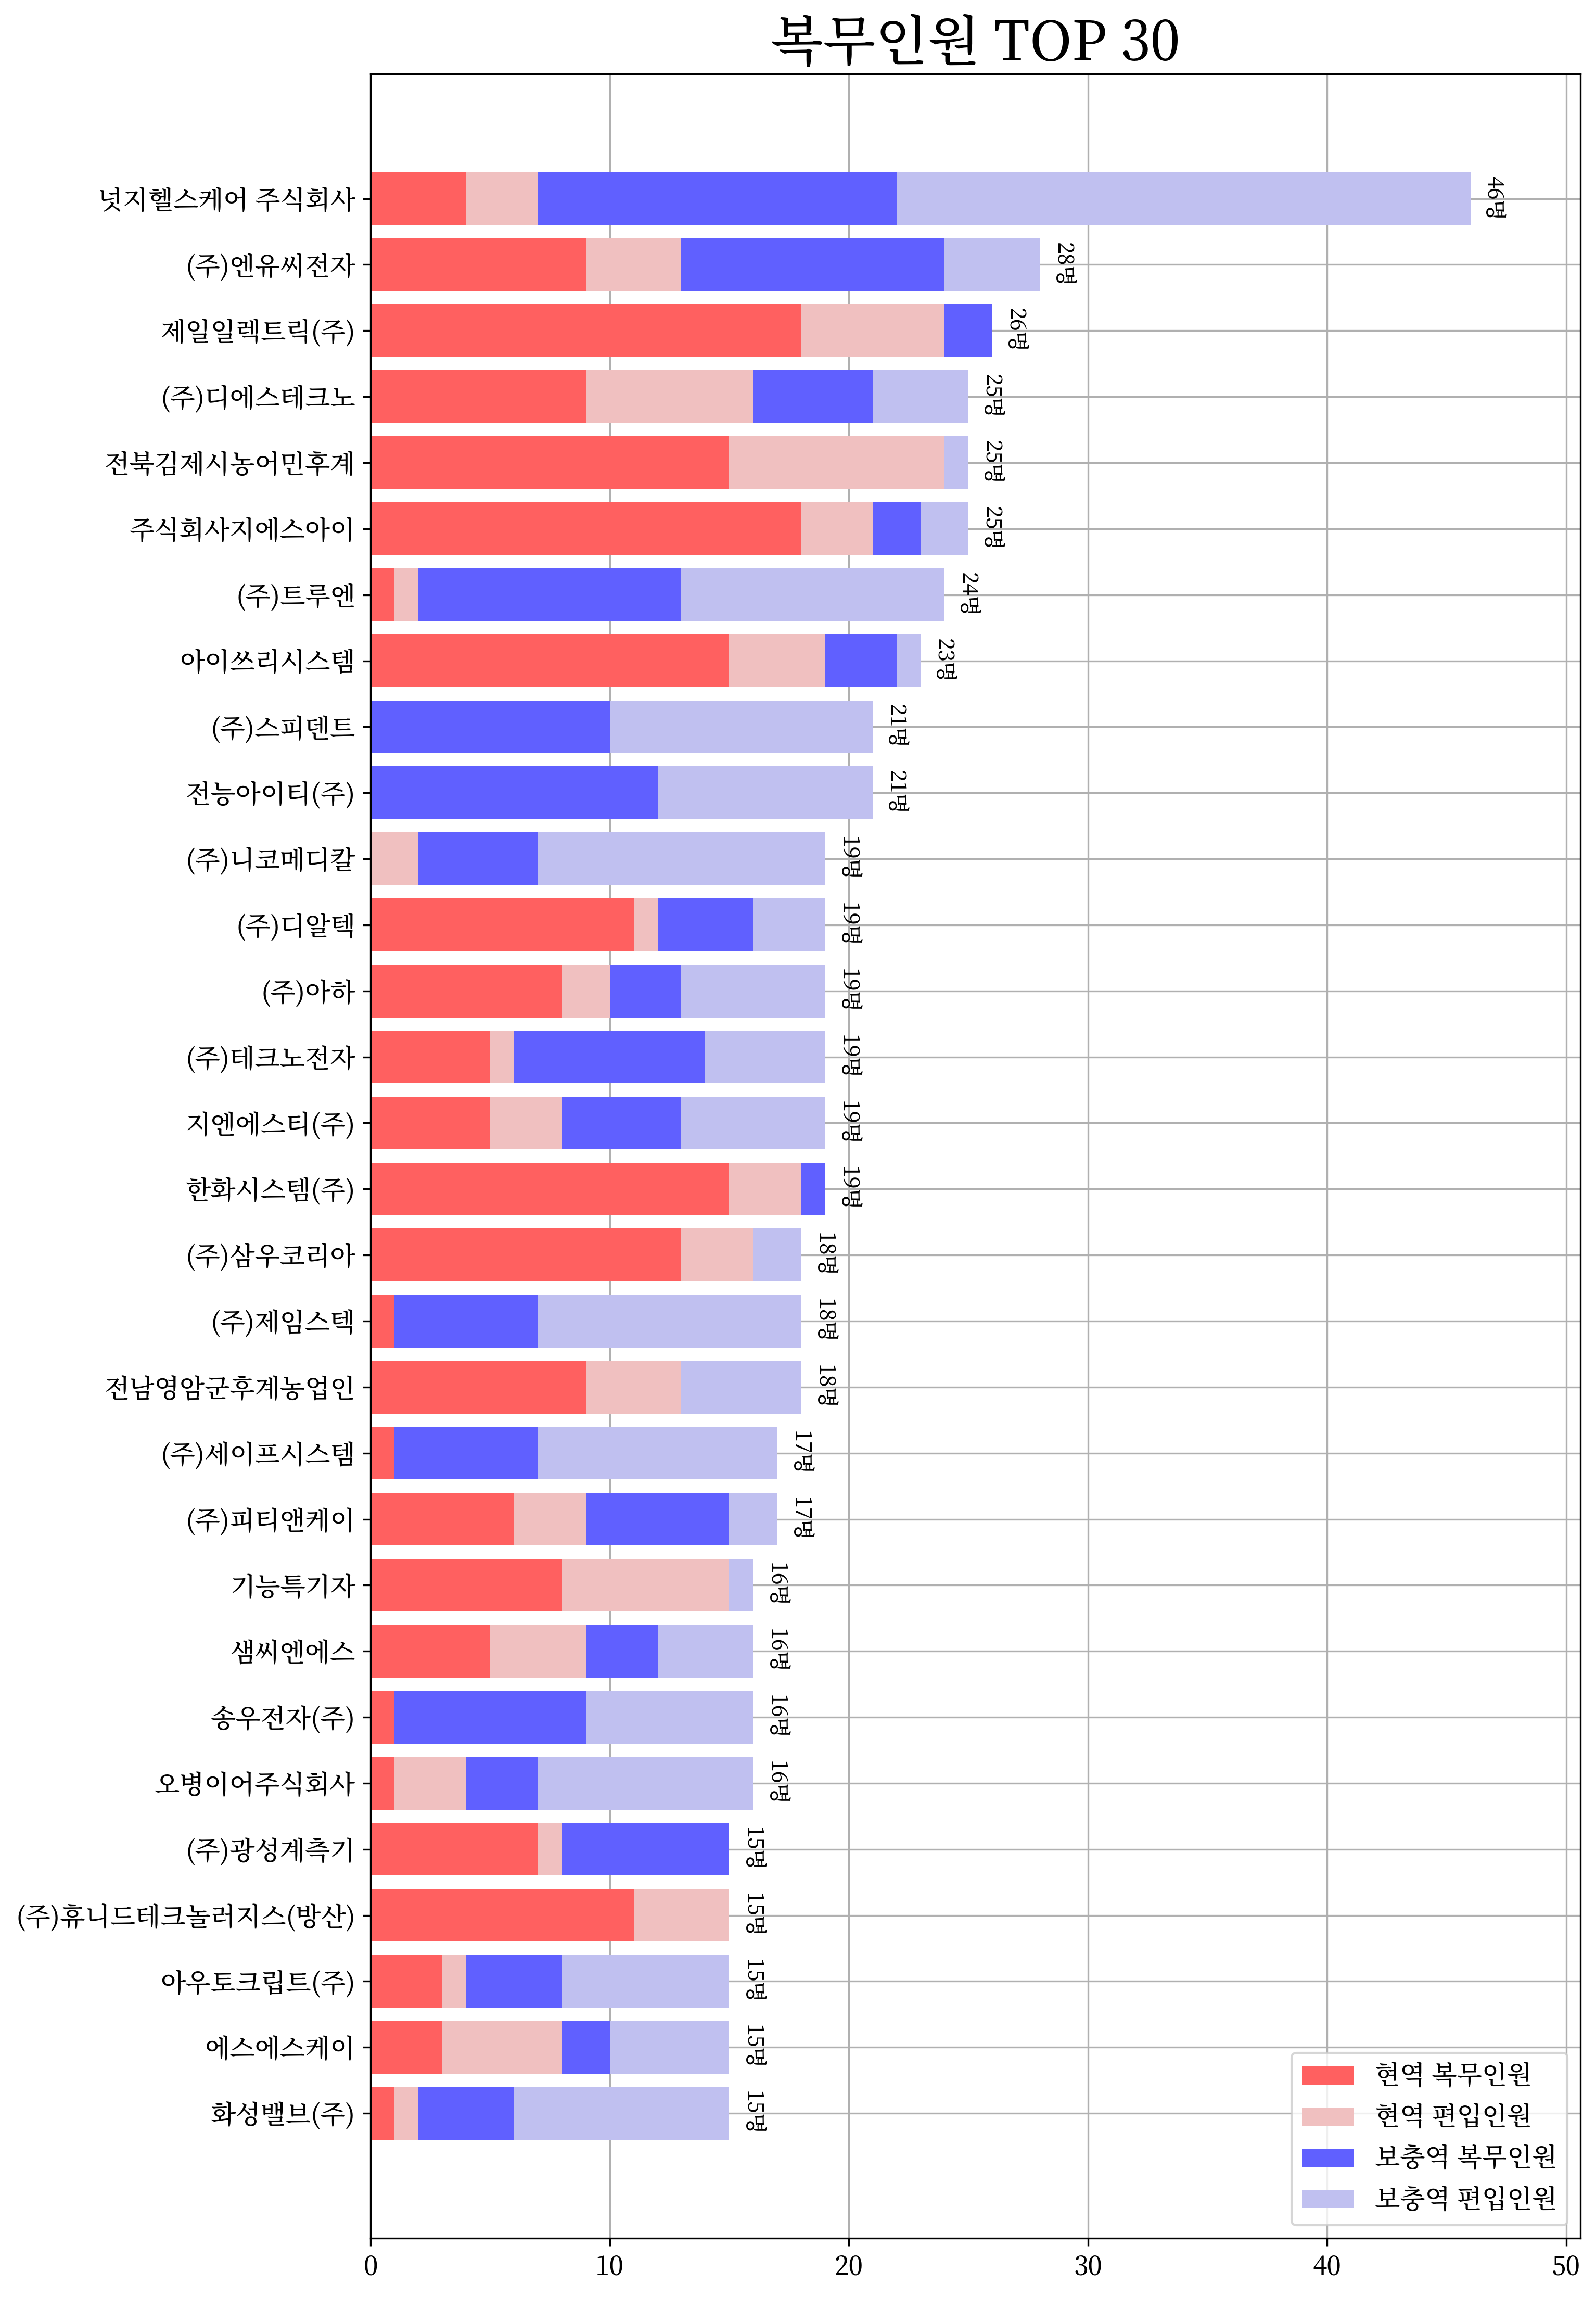 복무인원 TOP 30
넛지헬스케어 주식회사 46명
(주)엔유씨전자 28명
제일일렉트릭(주) 26명
(주)디에스테크노 25명
전북김제시농어민후계 25명
주식회사지에스아이 25명
(주)트루엔 24명
아이쓰리시스템 23명
(주)스피덴트 21명
전능아이티(주) 21명
(주)니코메디칼 19명
(주)디알텍 19명
(주)아하 19명
(주)테크노전자 19명
지엔에스티(주) 19명
한화시스템(주) 19명
(주)삼우코리아 18명
(주)제임스텍 18명
전남영암군후계농업인 18명
(주)세이프시스템 17명
(주)피티앤케이 17명
기능특기자 16명
샘씨엔에스 16명
송우전자(주) 16명
오병이어주식회사 16명
(주)광성계측기 15명
(주)휴니드테크놀러지스(방산) 15명
아우토크립트(주) 15명
에스에스케이 15명
화성밸브(주) 15명
현역 복무인원
현역 편입인원
보충역 복무인원
보충역 편입인원
0 10 20 30 40 50